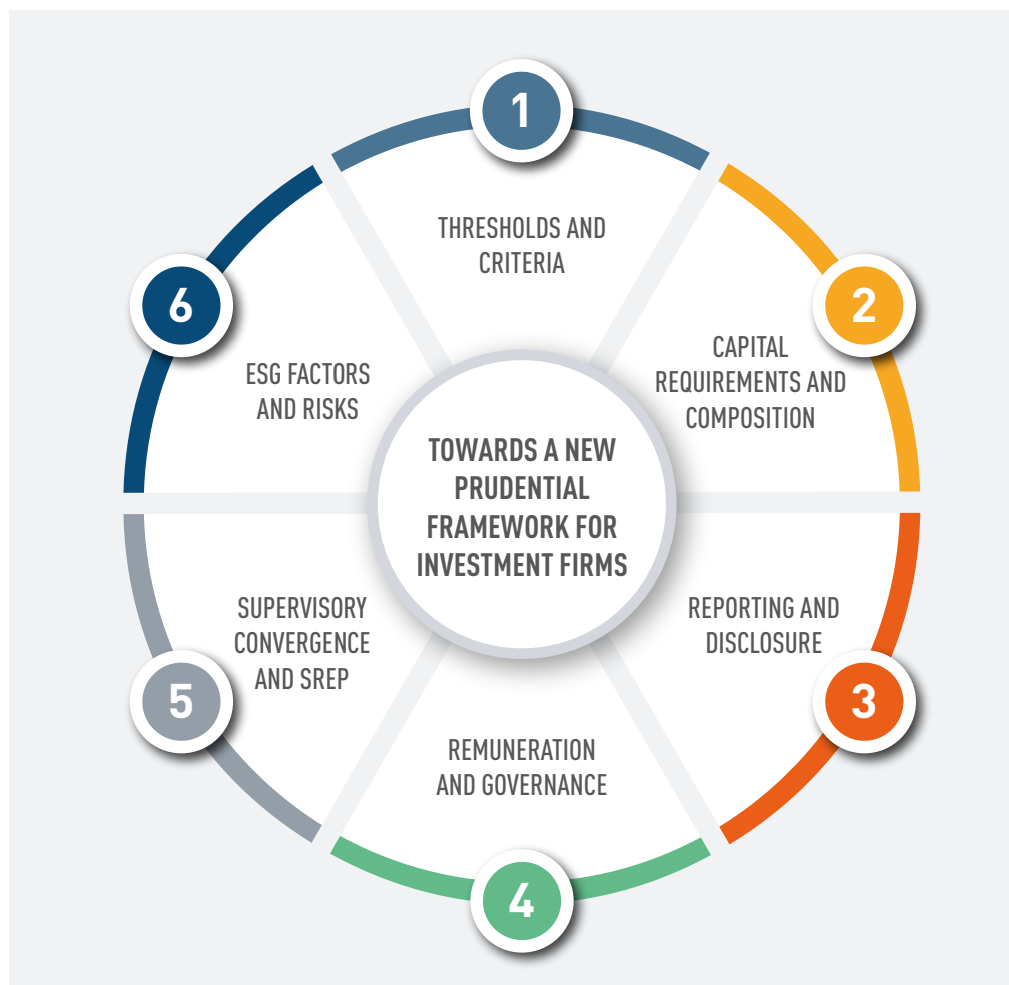 1
THRESHOLDS AND
CRITERIA
2
CAPITAL
REQUIREMENTS AND
COMPOSITION
3
REPORTING AND
DISCLOSURE
4
REMUNERATION
AND GOVERNANCE
5
SUPERVISORY
CONVERGENCE
AND SREP
6
ESG FACTORS
AND RISKS
TOWARDS A NEW
PRUDENTIAL
FRAMEWORK FOR
INVESTMENT FIRMS